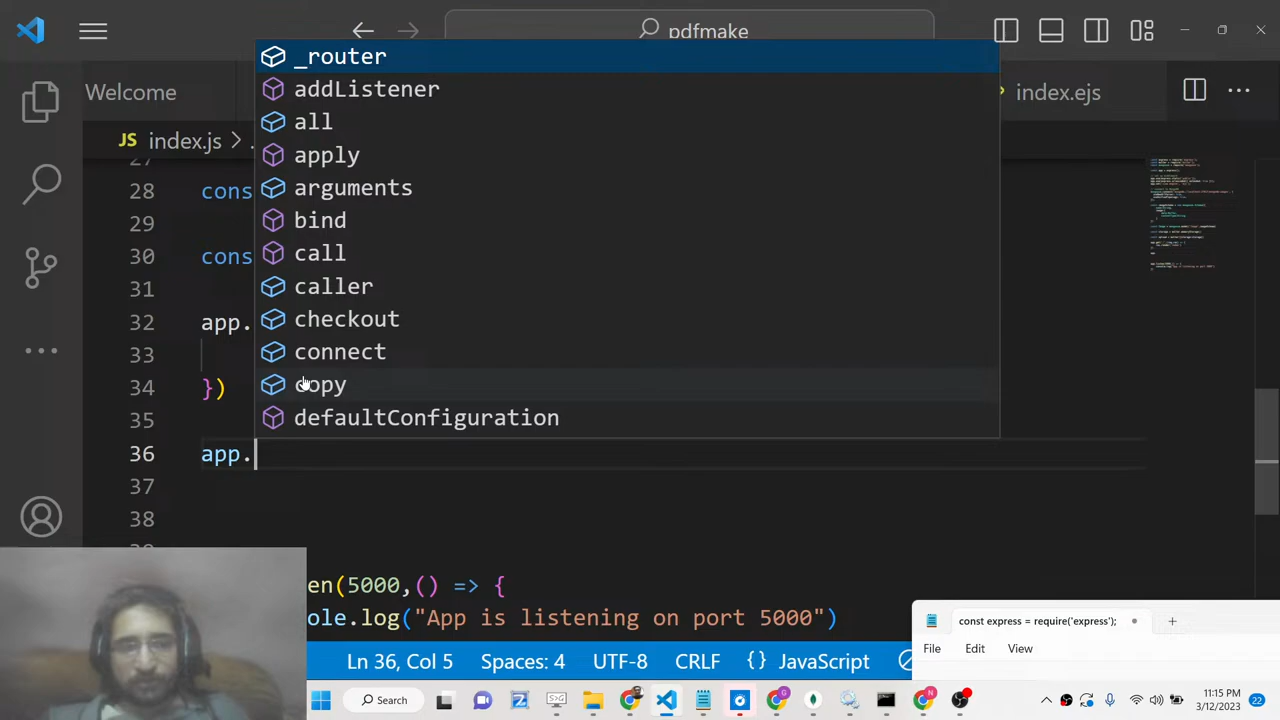 pdfmake
Welcome
index.ejs
JS index.js > .
_router
addListener
all
apply
arguments
bind
call
caller
checkout
connect
copy
defaultConfiguration
27
28 cons
29
30 cons
31
32 app.
33
34 })
35
36 app.
37
38
en(5000,() => {
ole.log("App is listening on port 5000")
Ln 36, Col 5 Spaces: 4 UTF-8 CRLF {} JavaScript
const express = require('express');
File Edit View
Search
11:15 PM
3/12/2023
22